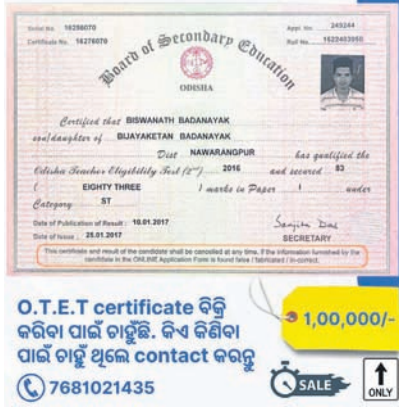 Serial No. 16298070
Certificate No. 16276070
Appl. No. 245244
Roll No. 1623403950
Board of Secondary Education
ODISHA
Certified that BISWANATH BADANAYAK
son/daughter of BIJAYAKETAN BADANAYAK
Dist NAWARANGPUR has qualified the
Odisha Teacher Eligibility Test (2nd) 2016 and secured 83
( EIGHTY THREE ) marks in Paper I under
Category ST
Date of Publication of Result : 10.01.2017
Date of Issue : 25.01.2017
SECRETARY
This certificate and result of the candidate shall be cancelled at any time, if the information furnished by the
candidate in the ONLINE Application Form is found false / fabricated / in-correct.
O.T.E.T certificate ବିକ୍ରି
କରିବା ପାଇଁ ଚାହୁଁଛି. କିଏ କିଣିବା
ପାଇଁ ଚାହୁଁ ଥିଲେ contact କରନ୍ତୁ
7681021435
1,00,000/-
SALE
1
ONLY